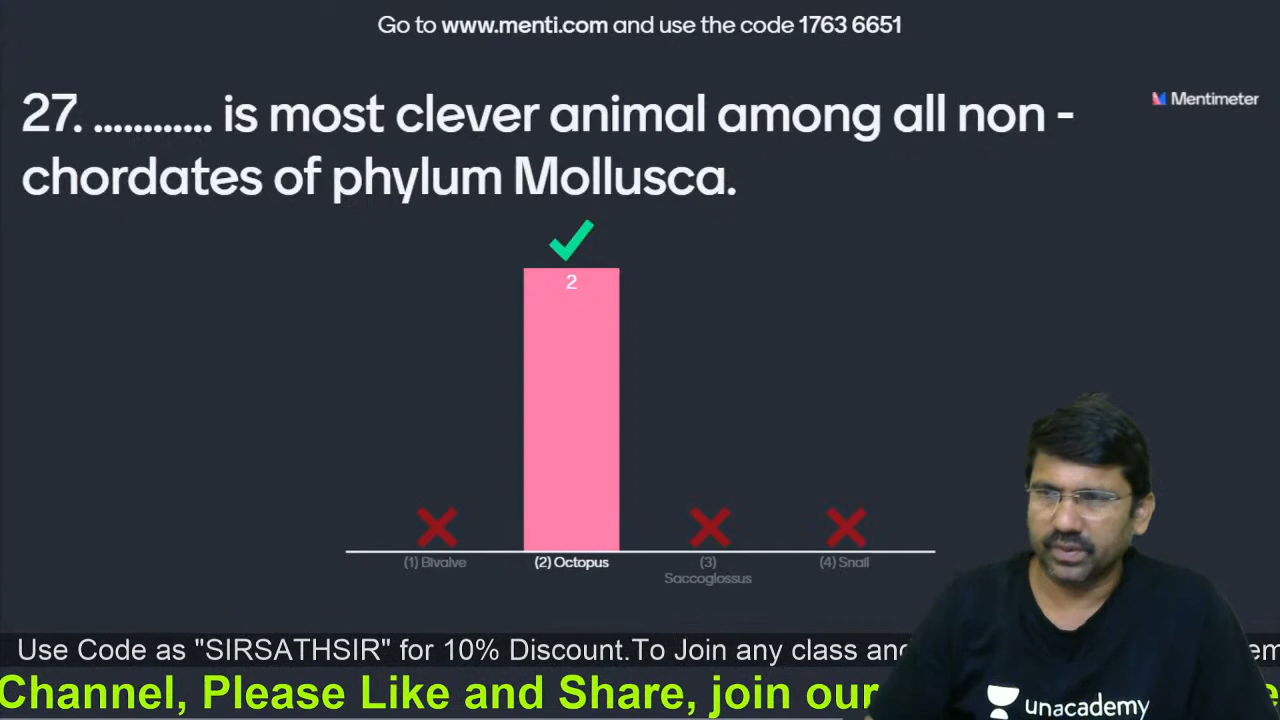 Go to www.menti.com and use the code 1763 6651
Mentimeter
27. ............ is most clever animal among all non -
chordates of phylum Mollusca.
2
(1) Bivalve
(2) Octopus
(3)
Saccoglossus
(4) Snail
Use Code as "SIRSATHSIR" for 10% Discount.To Join any class and
Channel, Please Like and Share, join our
unacademy